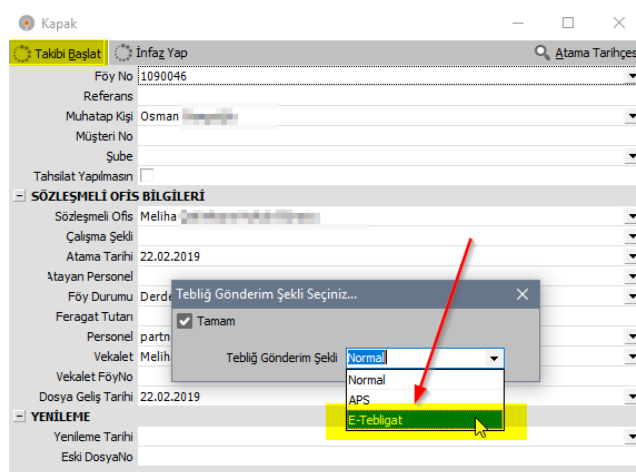 Kapak
Takibi Başlat İnfaz Yap Atama Tarihçes
Föy No 1090046
Referans
Muhatap Kişi Osman
Müşteri No
Şube
Tahsilat Yapılmasın
SÖZLEŞMELİ OFİS BİLGİLERİ
Sözleşmeli Ofis Meliha
Çalışma Şekli
Atama Tarihi 22.02.2019
Atayan Personel
Föy Durumu Derde
Tebliğ Gönderim Şekli Seçiniz...
Feragat Tutarı
Tamam
Personel partn
Vekalet Melih
Tebliğ Gönderim Şekli Normal
Vekalet FöyNo
Normal
Dosya Geliş Tarihi 22.02.2019
APS
YENİLEME
E-Tebligat
Yenileme Tarihi
Eski DosyaNo